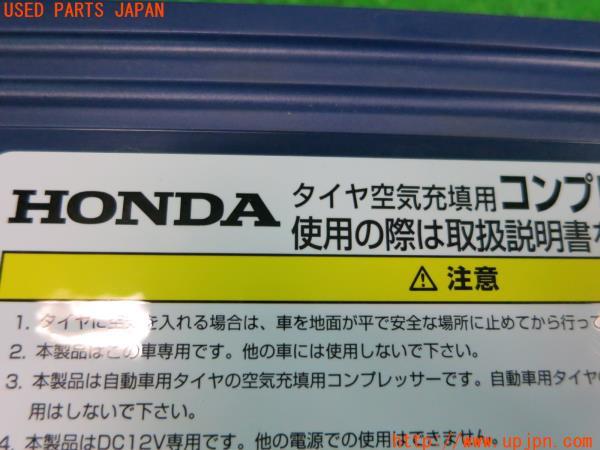 USED PARTS JAPAN
HONDA タイヤ空気充填用コンプ
使用の際は取扱説明書
⚠ 注意
1. タイヤに空気を入れる場合は、車を地面が平で安全な場所に止めてから行って
2. 本製品はこの車専用です。他の車には使用しないで下さい。
3. 本製品は自動車用タイヤの空気充填用コンプレッサーです。自動車用タイヤ
用はしないで下さい。
4. 本製品はDC12V専用です。他の電源での使用はできません。
http://www.upjpn.com/